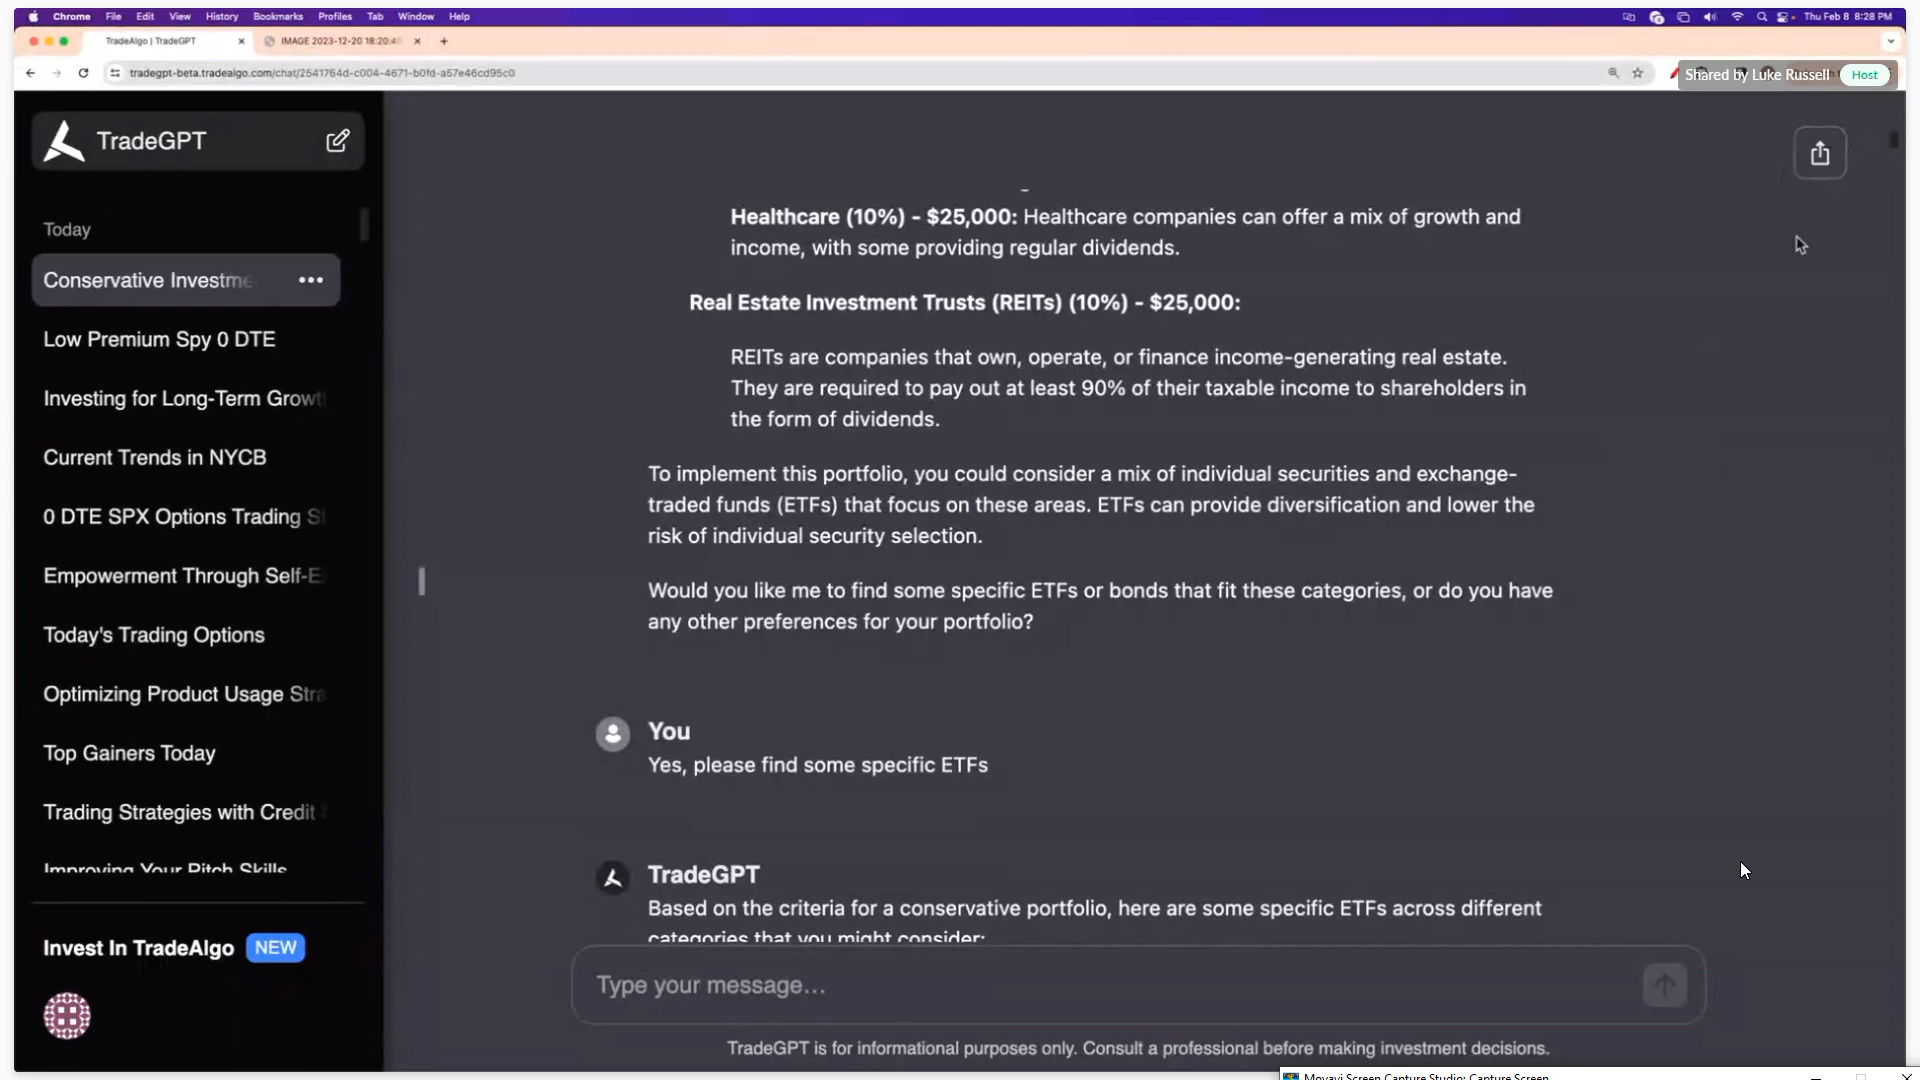 Chrome File Edit View History Bookmarks Profiles Tab Window Help Thu Feb 8 8:28 PM
TradeAlgo | TradeGPT IMAGE 2023-12-20 18:20:4
tradegpt-beta.tradealgo.com/chat/2541764d-c004-4671-b0fd-a57e46cd95c0
Shared by Luke Russell Host
TradeGPT
Today
Conservative Investme
Low Premium Spy 0 DTE
Investing for Long-Term Growt
Current Trends in NYCB
0 DTE SPX Options Trading S
Empowerment Through Self-E
Today's Trading Options
Optimizing Product Usage Stra
Top Gainers Today
Trading Strategies with Credit
Improving Your Pitch Skills
Invest In TradeAlgo NEW
Healthcare (10%) - $25,000: Healthcare companies can offer a mix of growth and
income, with some providing regular dividends.
Real Estate Investment Trusts (REITs) (10%) - $25,000:
REITs are companies that own, operate, or finance income-generating real estate.
They are required to pay out at least 90% of their taxable income to shareholders in
the form of dividends.
To implement this portfolio, you could consider a mix of individual securities and exchange-
traded funds (ETFs) that focus on these areas. ETFs can provide diversification and lower the
risk of individual security selection.
Would you like me to find some specific ETFs or bonds that fit these categories, or do you have
any other preferences for your portfolio?
You
Yes, please find some specific ETFs
TradeGPT
Based on the criteria for a conservative portfolio, here are some specific ETFs across different
categories that you might consider:
Type your message...
TradeGPT is for informational purposes only. Consult a professional before making investment decisions.
Movavi Screen Capture Studio: Capture Screen